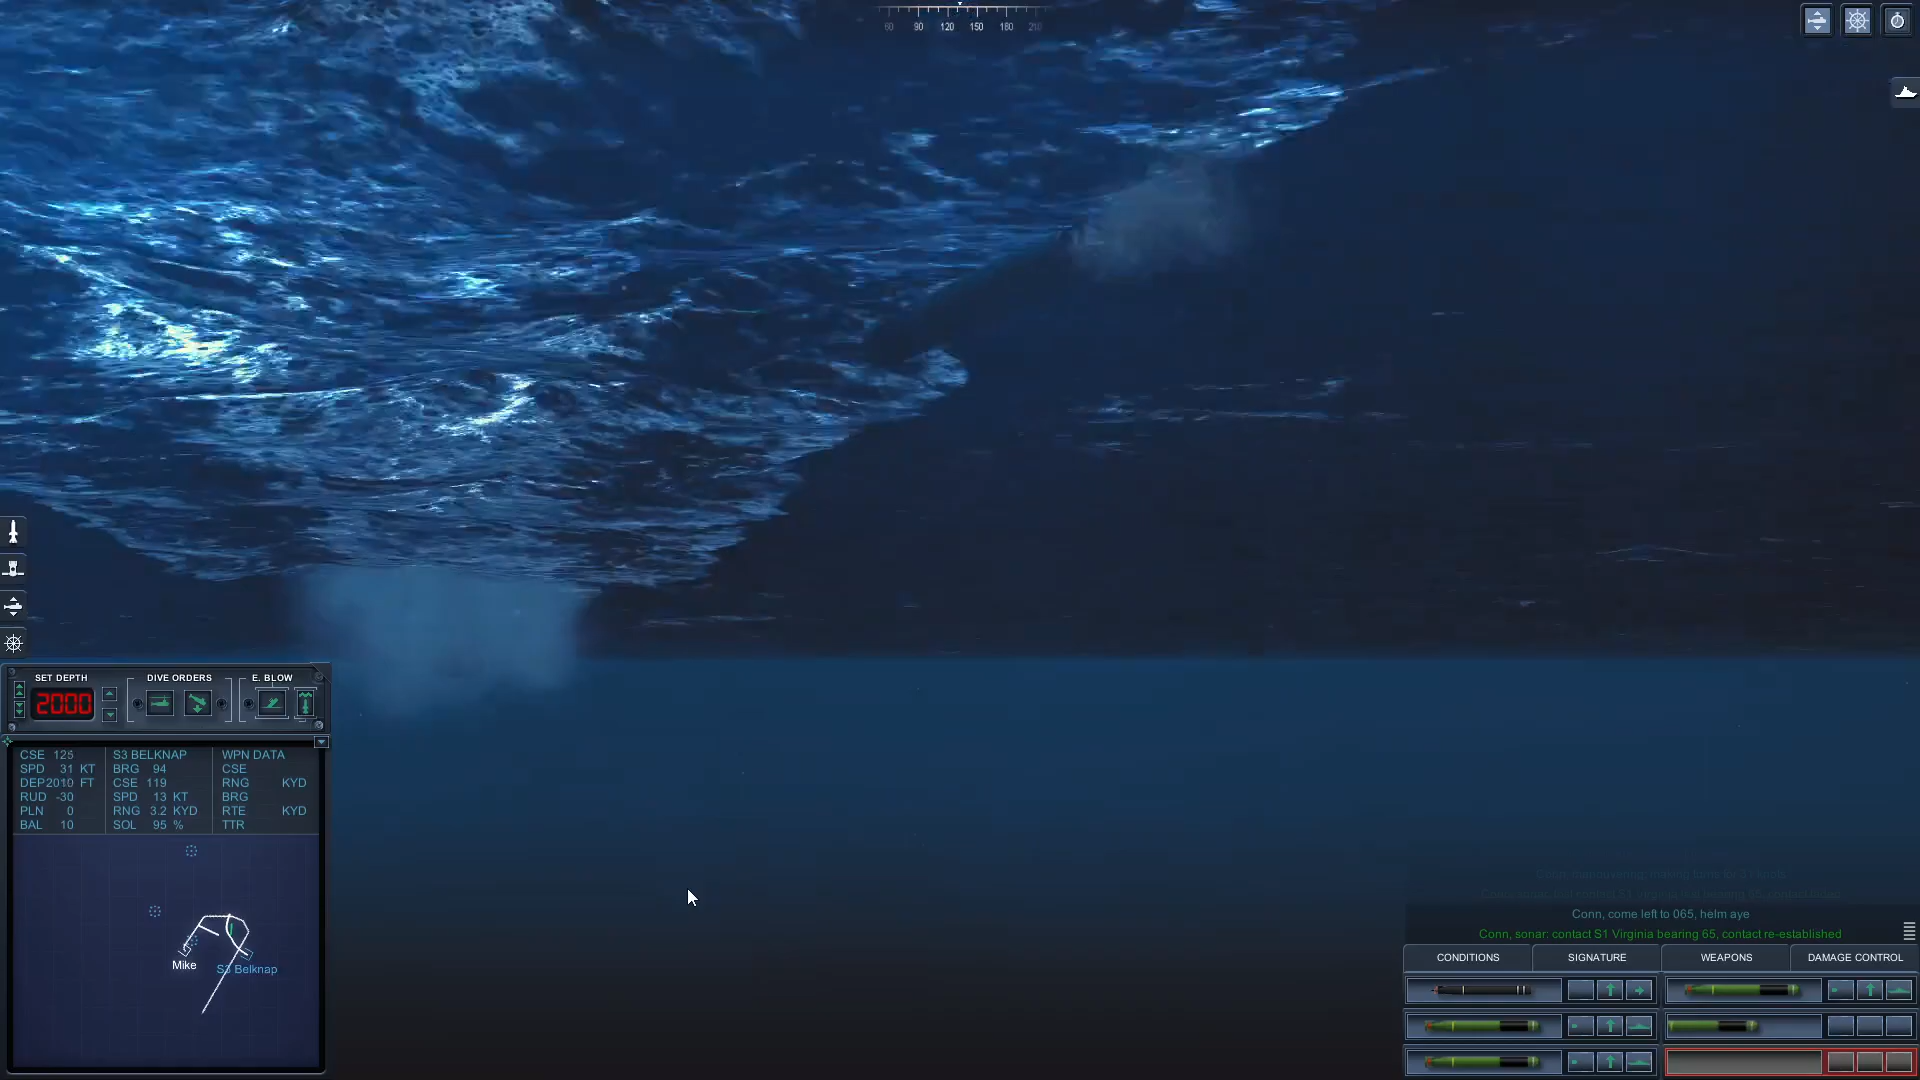 60 90 120 150 180 210
SET DEPTH DIVE ORDERS E. BLOW
2000
CSE 125 S3 BELKNAP WPN DATA
SPD 31 KT BRG 94 CSE
DEP2010 FT CSE 119 RNG KYD
RUD -30 SPD 13 KT BRG
PLN 0 RNG 3.2 KYD RTE KYD
BAL 10 SOL 95 % TTR
Mike
S3 Belknap
Conn, come left to 065, helm aye
Conn, sonar: contact S1 Virginia bearing 65, contact re-established
CONDITIONS SIGNATURE WEAPONS DAMAGE CONTROL